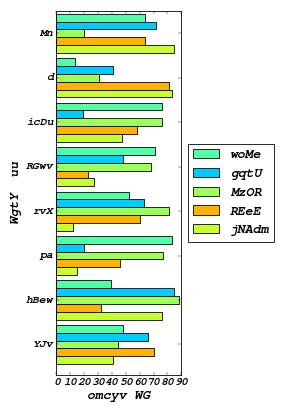 Mn
d
icDu
RGwv
rvX
pa
hBew
YJv
WgtY uu
0 10 20 30 40 50 60 70 80 90
omcyv WG
woMe
gqtU
MzOR
REeE
jNAdm